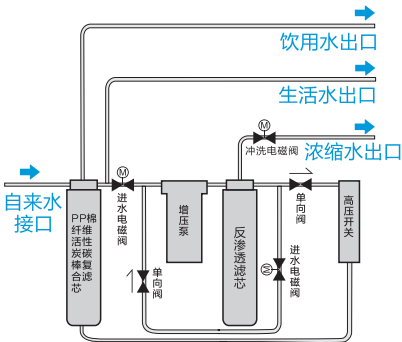 饮用水出口
生活水出口
M
冲洗电磁阀
浓缩水出口
自来水
接口
M
进水电磁阀
PP棉
纤维
活性
炭碳
棒复
合滤
芯
增压泵
反渗透滤芯
单向阀
高压开关
单向阀
M
进水电磁阀